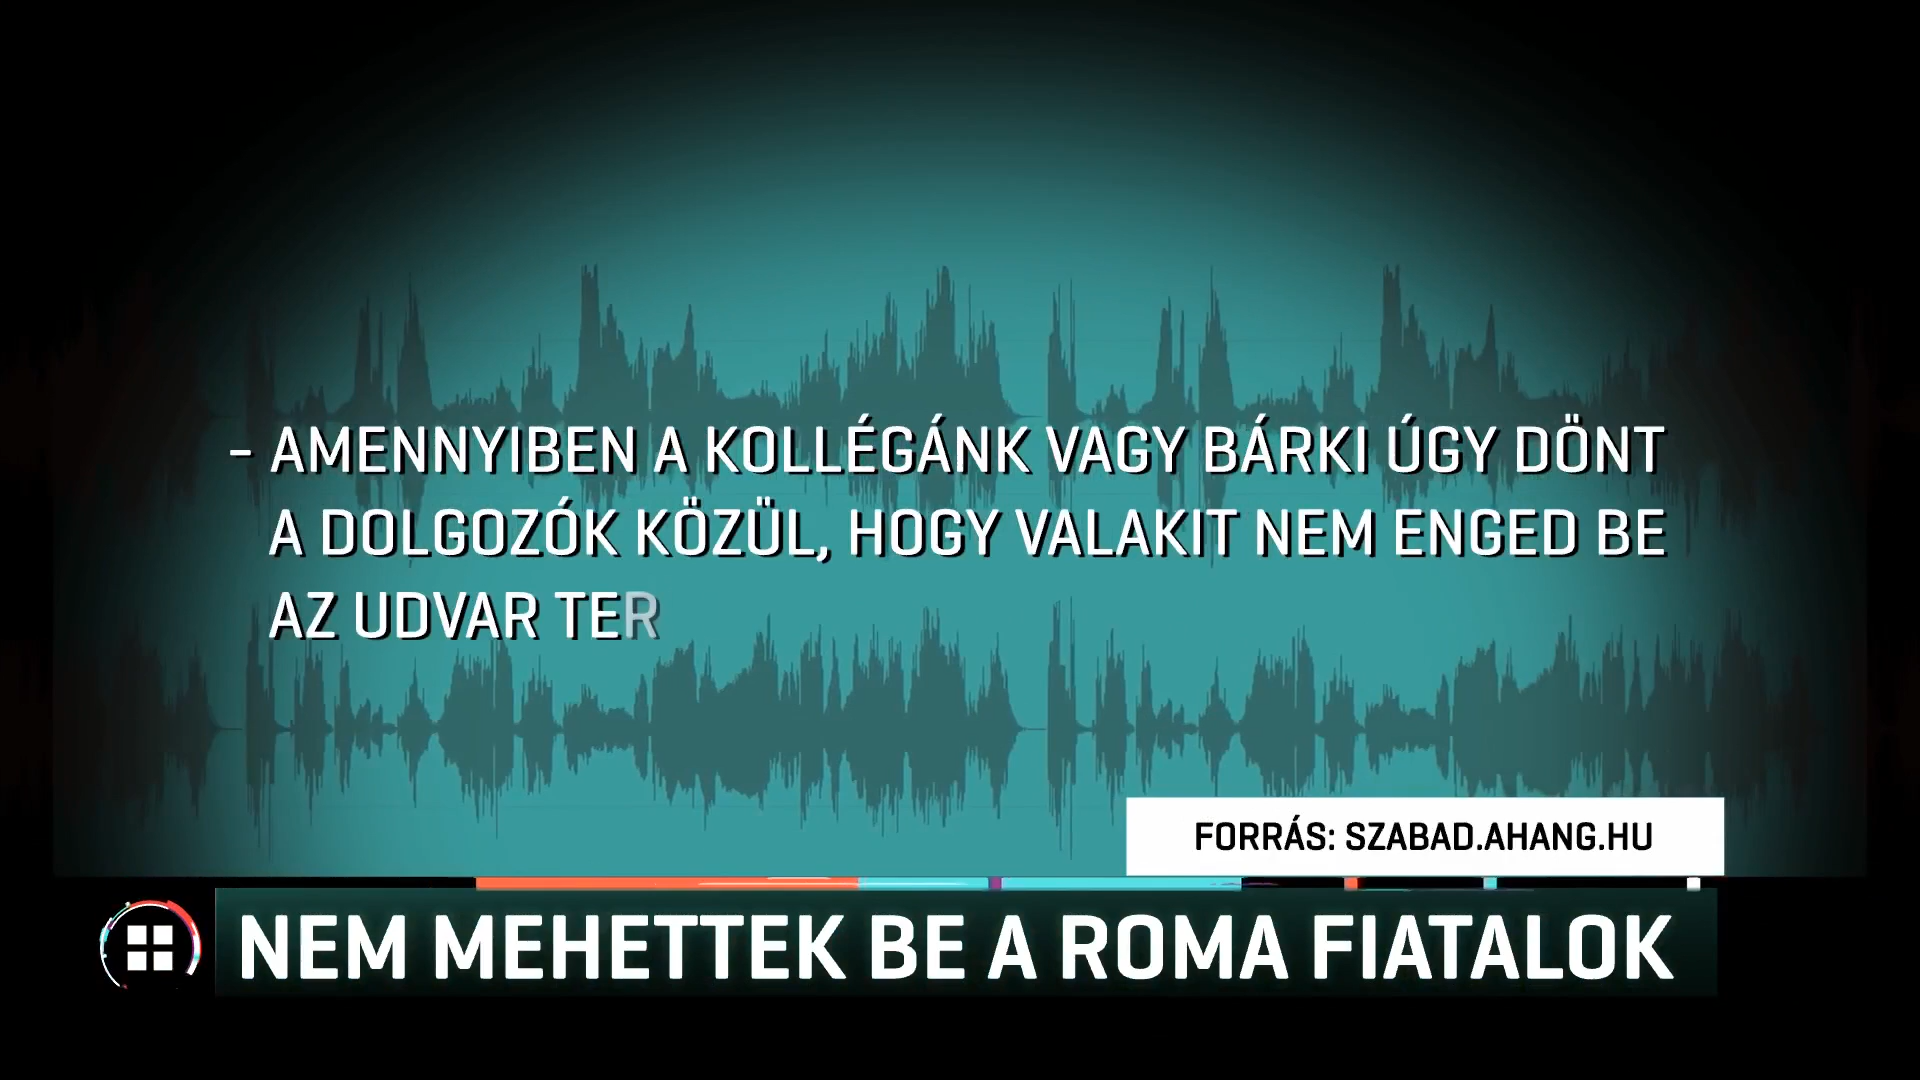 - AMENNYIBEN A KOLLÉGÁNK VAGY BÁRKI ÚGY DÖNT
A DOLGOZÓK KÖZÜL, HOGY VALAKIT NEM ENGED BE
AZ UDVAR TER
FORRÁS: SZABAD.AHANG.HU
NEM MEHETTEK BE A ROMA FIATALOK